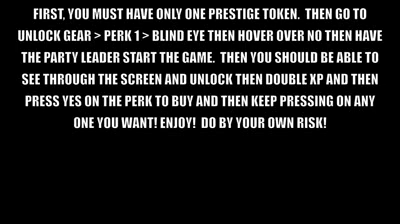 FIRST, YOU MUST HAVE ONLY ONE PRESTIGE TOKEN.  THEN GO TO
UNLOCK GEAR > PERK 1 > BLIND EYE THEN HOVER OVER NO THEN HAVE
THE PARTY LEADER START THE GAME.  THEN YOU SHOULD BE ABLE TO
SEE THROUGH THE SCREEN AND UNLOCK THEN DOUBLE XP AND THEN
PRESS YES ON THE PERK TO BUY AND THEN KEEP PRESSING ON ANY
ONE YOU WANT! ENJOY!  DO BY YOUR OWN RISK!